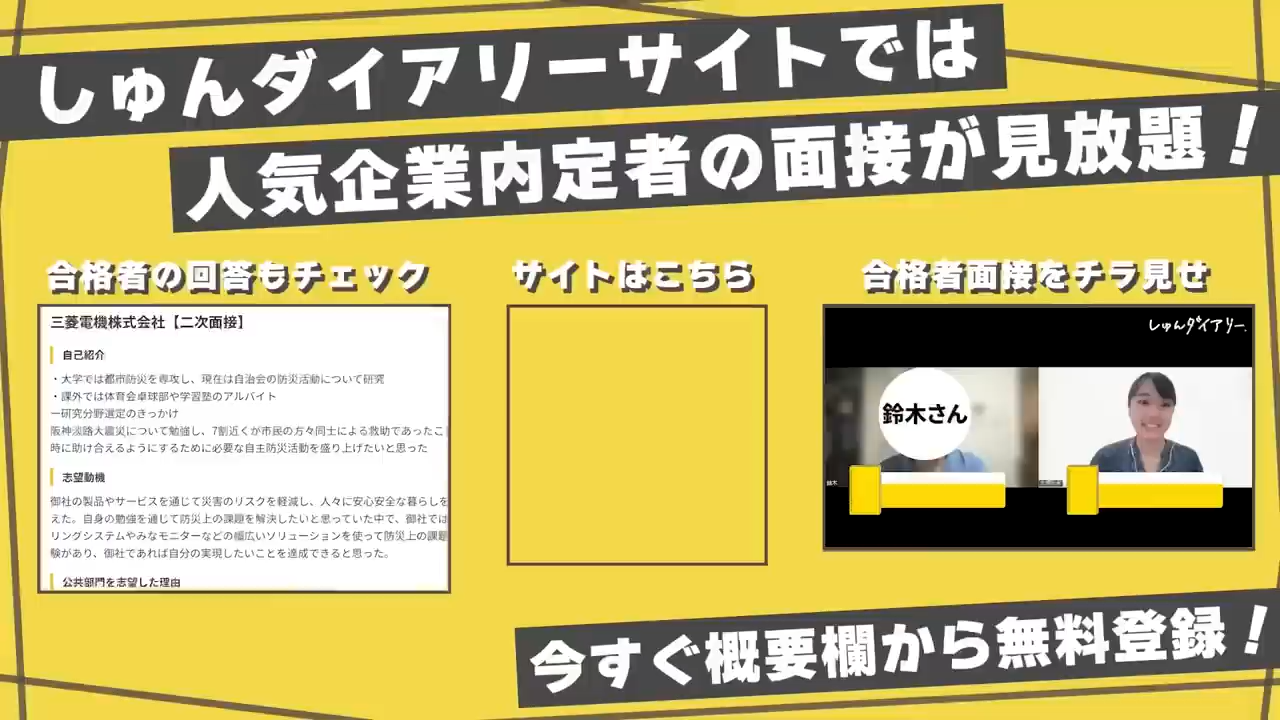 しゅんダイアリーサイトでは
人気企業内定者の面接が見放題！
合格者の回答もチェック
三菱電機株式会社【二次面接】
自己紹介
・大学では都市防災を専攻し、現在は自治会の防災活動について研究
・課外では体育会卓球部や学習塾のアルバイト
ー研究分野選定のきっかけ
阪神淡路大震災について勉強し、7割近くが市民の方々同士による救助であったこ
時に助け合えるようにするために必要な自主防災活動を盛り上げたいと思った
志望動機
御社の製品やサービスを通じて災害のリスクを軽減し、人々に安心安全な暮らしを
えた。自身の勉強を通じて防災上の課題を解決したいと思っていた中で、御社では
リングシステムやみなモニターなどの幅広いソリューションを使って防災上の課題
験があり、御社であれば自分の実現したいことを達成できると思った。
公共部門を志望した理由
サイトはこちら
合格者面接をチラ見せ
しゅんダイアリー
鈴木さん
鈴木
今すぐ概要欄から無料登録！